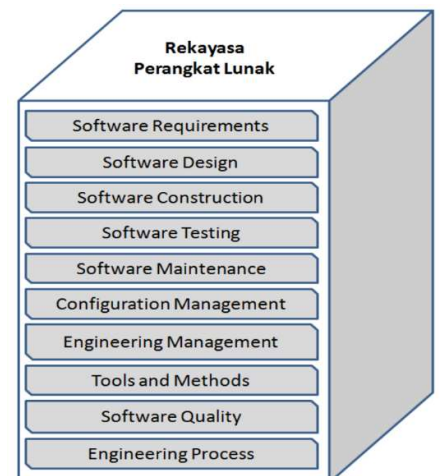 Rekayasa
Perangkat Lunak
Software Requirements
Software Design
Software Construction
Software Testing
Software Maintenance
Configuration Management
Engineering Management
Tools and Methods
Software Quality
Engineering Process